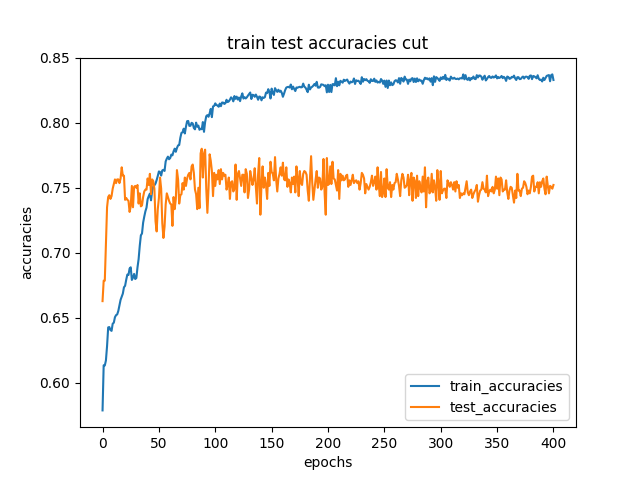 train test accuracies cut
0.85
0.80
0.75
0.70
0.65
0.60
accuracies
train_accuracies
test_accuracies
0 50 100 150 200 250 300 350 400
epochs